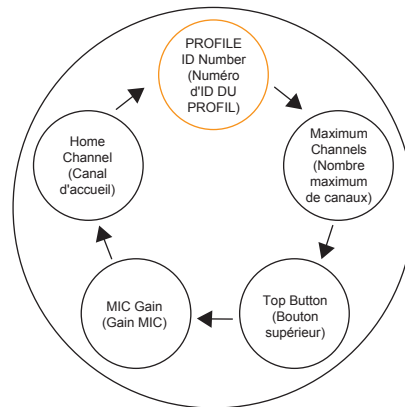 PROFILE
ID Number
(Numéro
d'ID DU
PROFIL)
Maximum
Channels
(Nombre
maximum
de canaux)
Top Button
(Bouton
supérieur)
MIC Gain
(Gain MIC)
Home
Channel
(Canal
d'accueil)